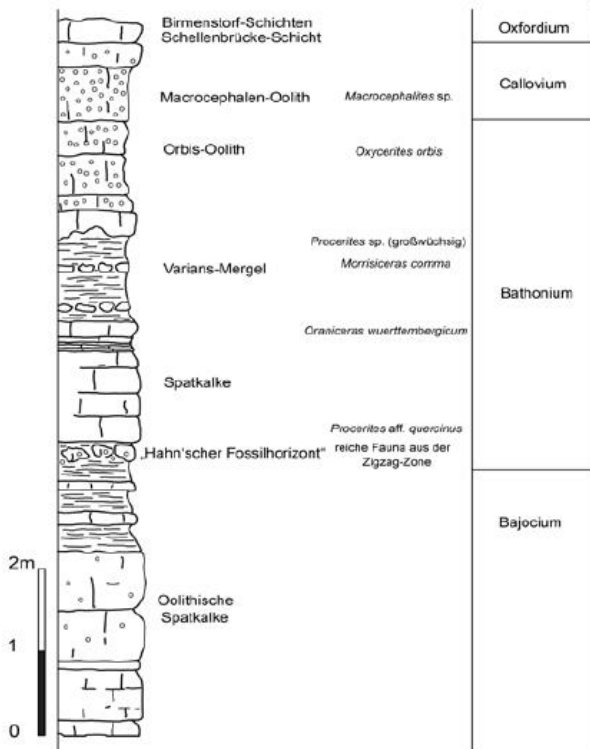 Birmenstorf-Schichten
Schellenbrücke-Schicht
Oxfordium
Callovium
Macrocephalen-Oolith
Macrocephalites sp.
Orbis-Oolith
Oxycerites orbis
Procerites sp. (großwüchsig)
Varians-Mergel
Morrisiceras comma
Bathonium
Oraniceras wuerttembergicum
Spatkalke
Procerites aff. quercinus
„Hahn'scher Fossilhorizont"
reiche Fauna aus der
Zigzag-Zone
Bajocium
2m
Oolithische
Spatkalke
1
0